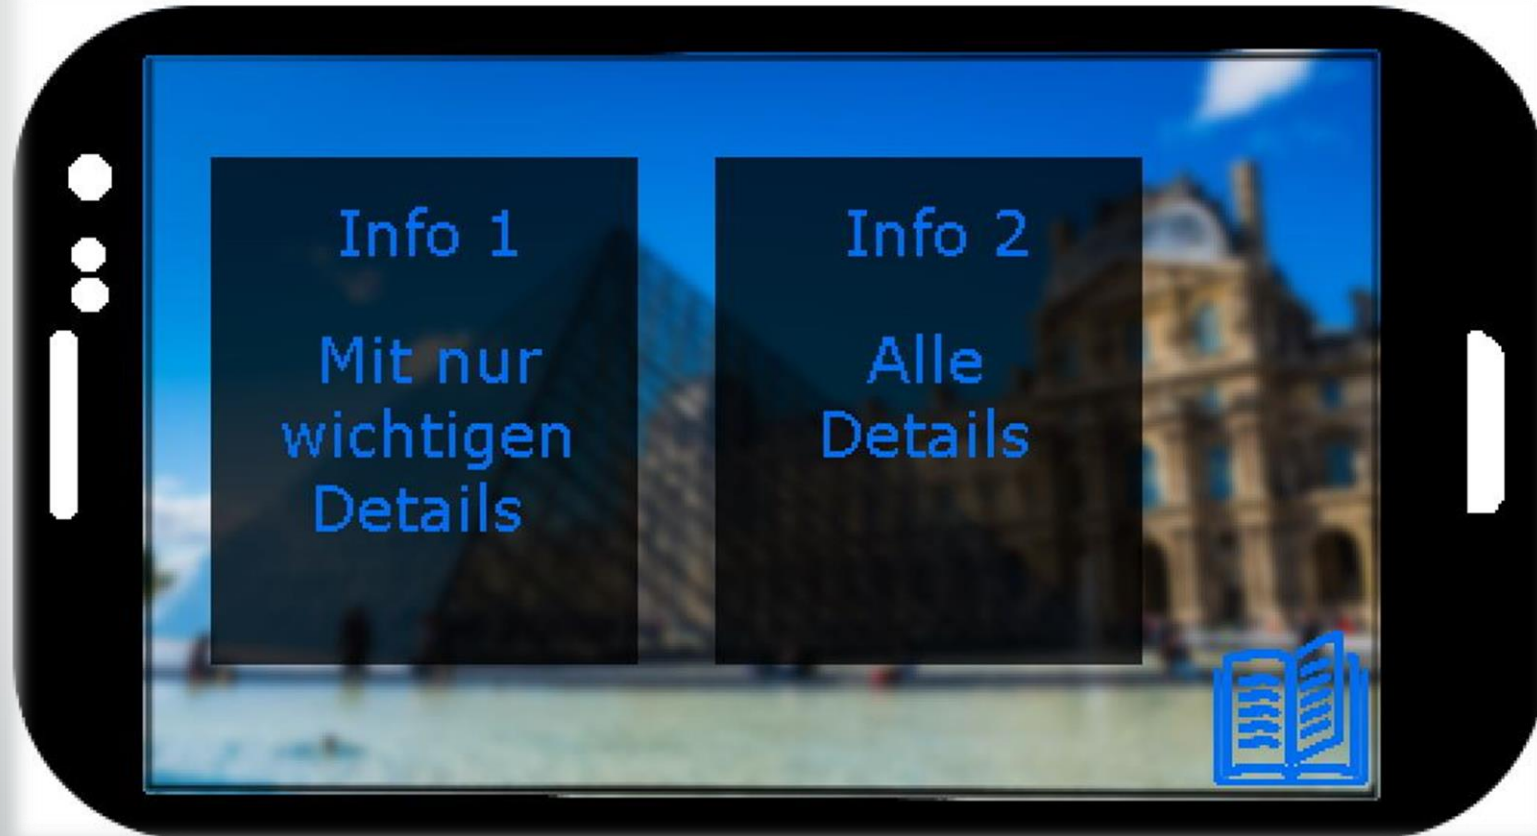 Info 1
Mit nur
wichtigen
Details
Info 2
Alle
Details